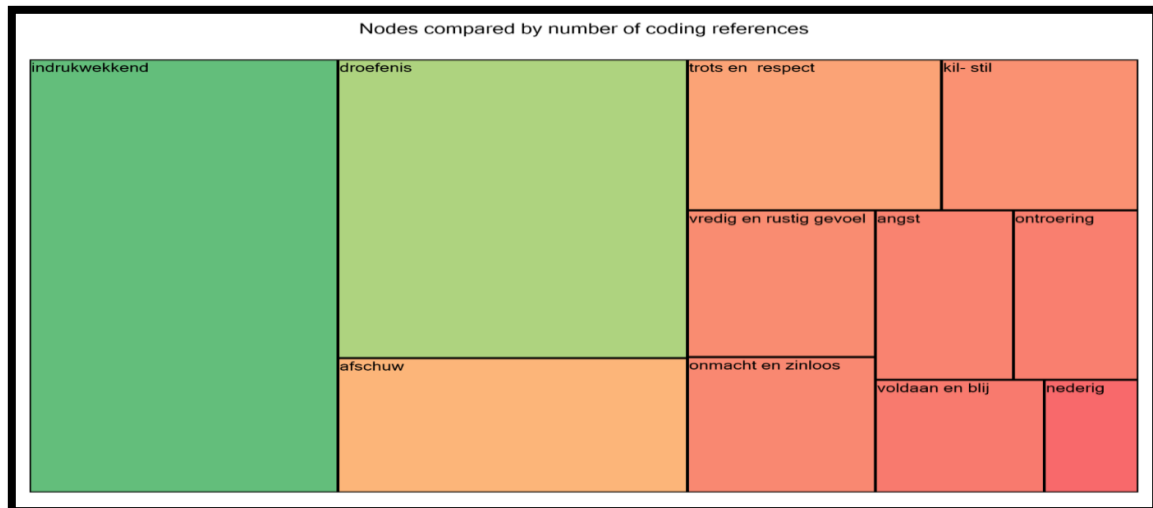 Nodes compared by number of coding references
indrukwekkend
droefenis
trots en  respect
kil- stil
vredig en rustig gevoel
angst
ontroering
afschuw
onmacht en zinloos
voldaan en blij
nederig